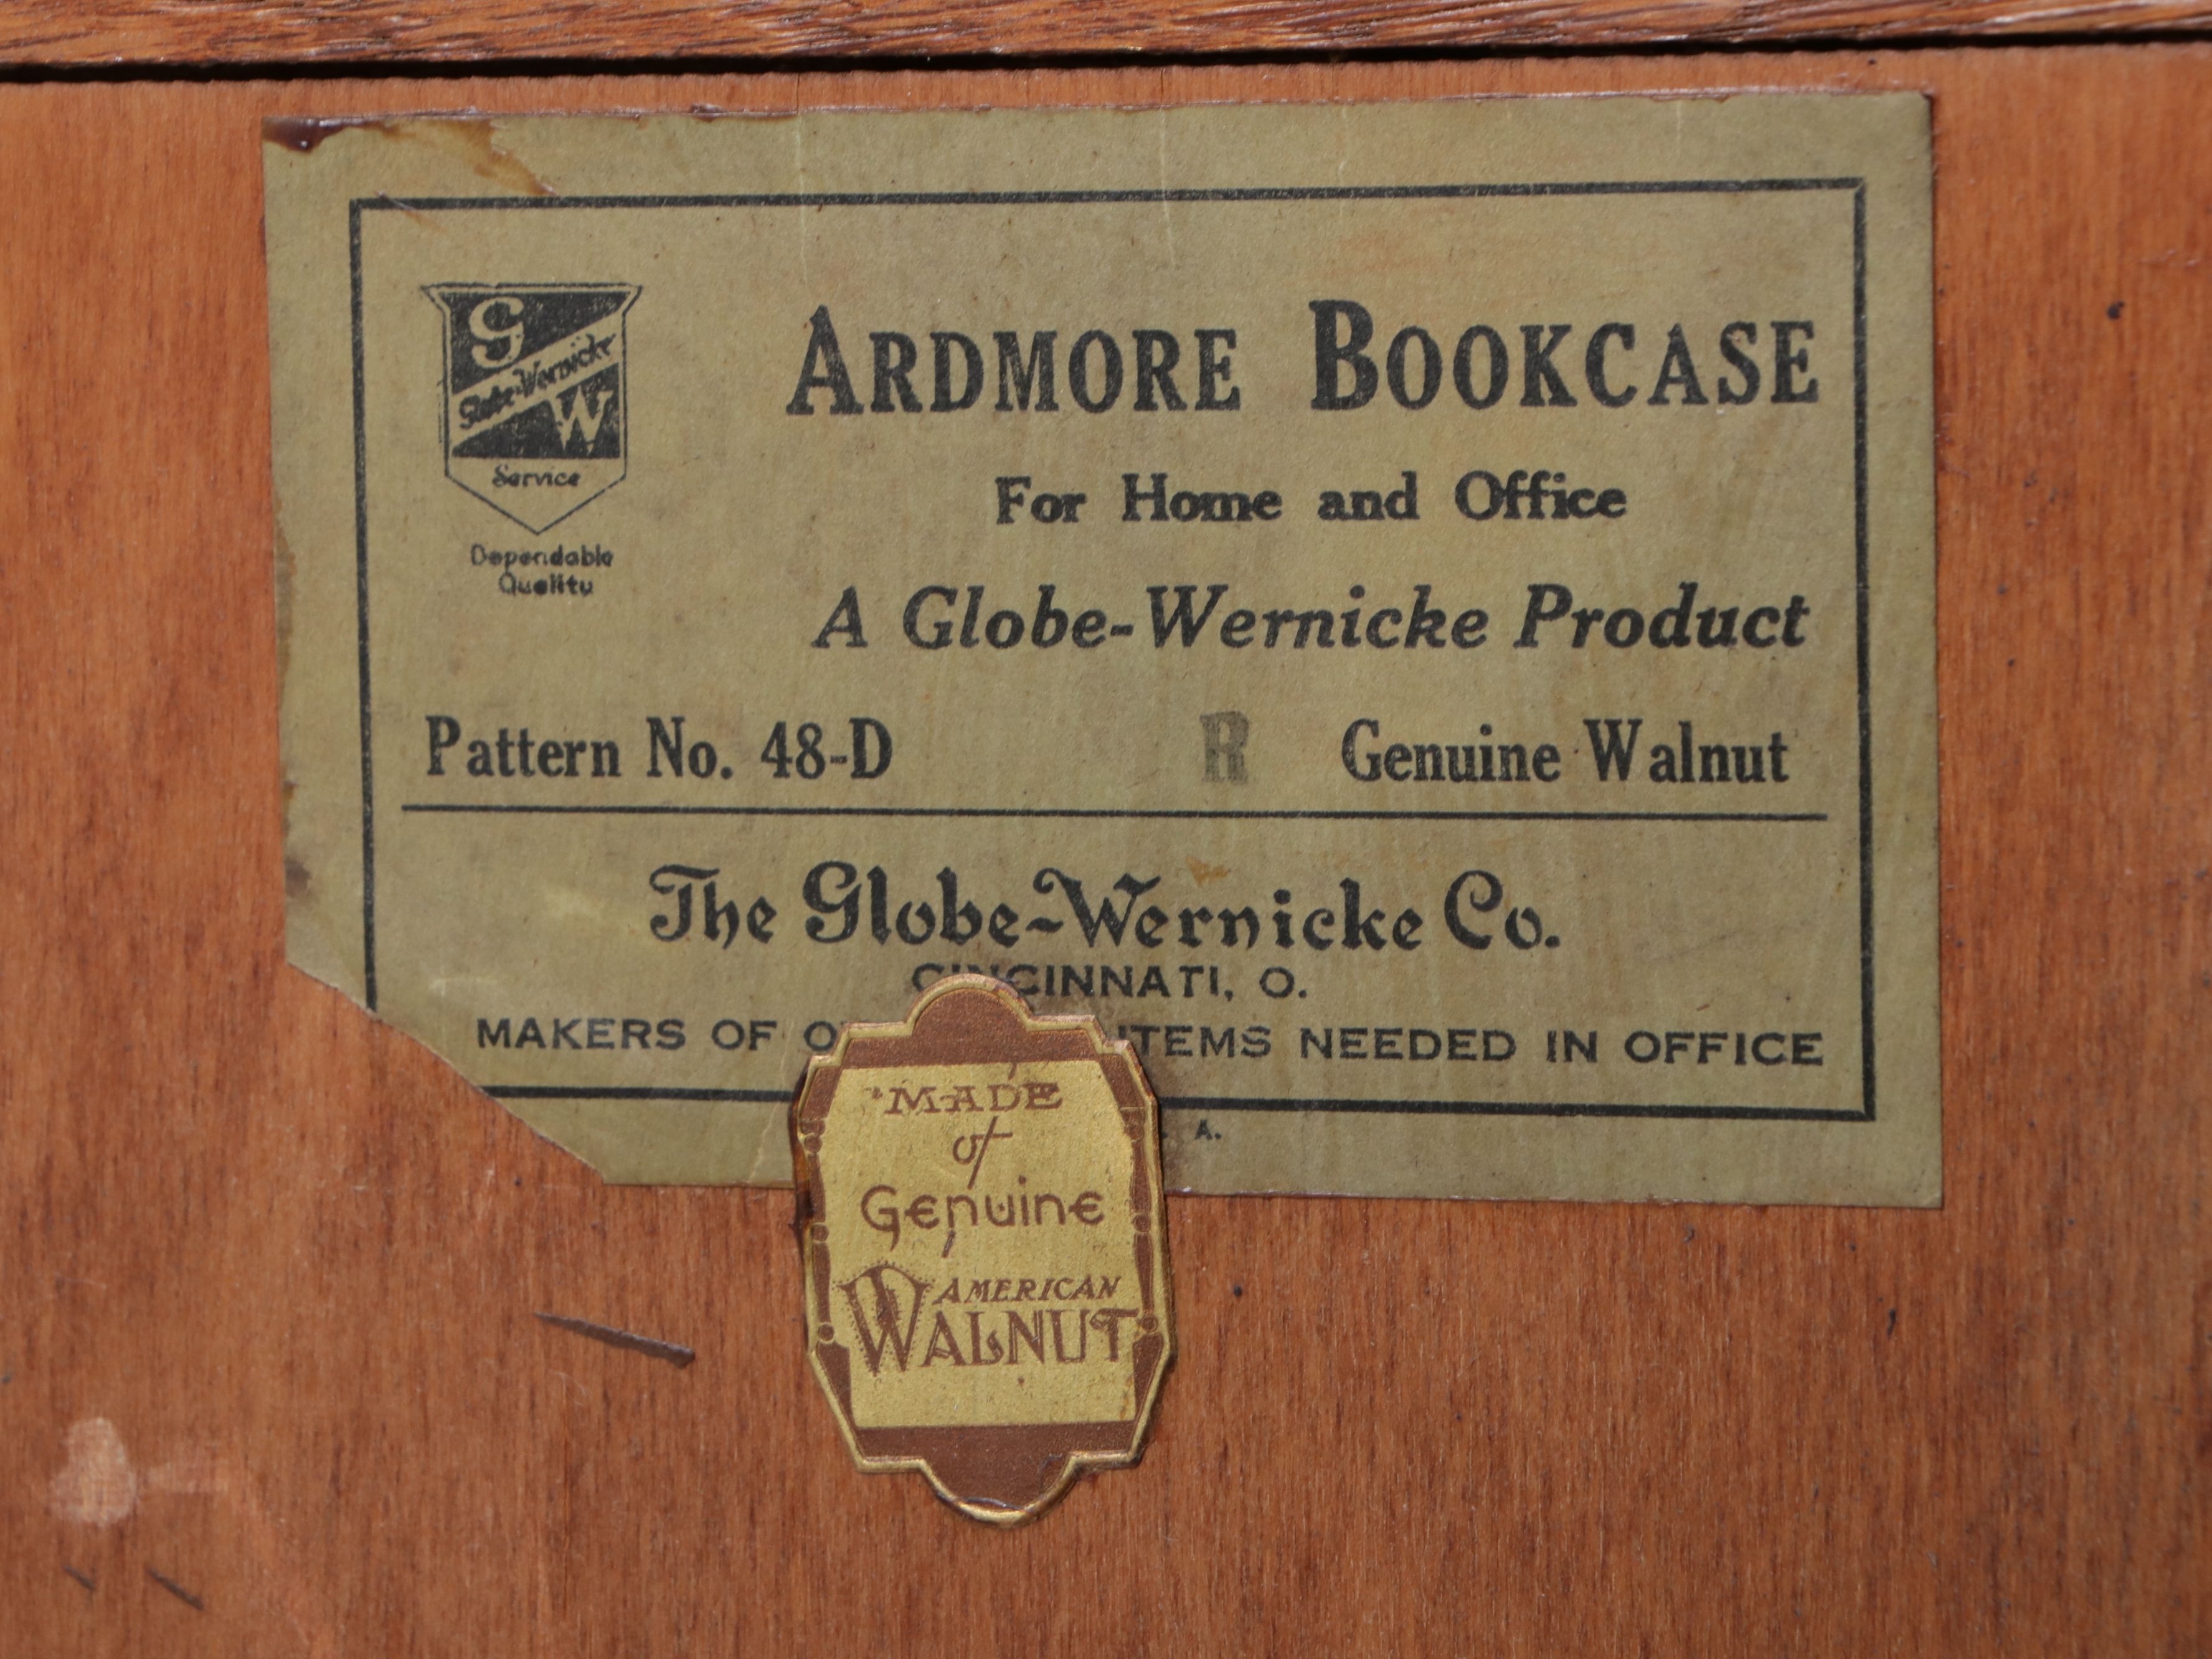 G
Globe-Wernicke
W
Service
Dependable
Quality
ARDMORE BOOKCASE
For Home and Office
A Globe-Wernicke Product
Pattern No. 48-D R Genuine Walnut
The Globe-Wernicke Co.
CINCINNATI, O.
MAKERS OF ITEMS NEEDED IN OFFICE
A.
MADE
of
Genuine
AMERICAN
WALNUT